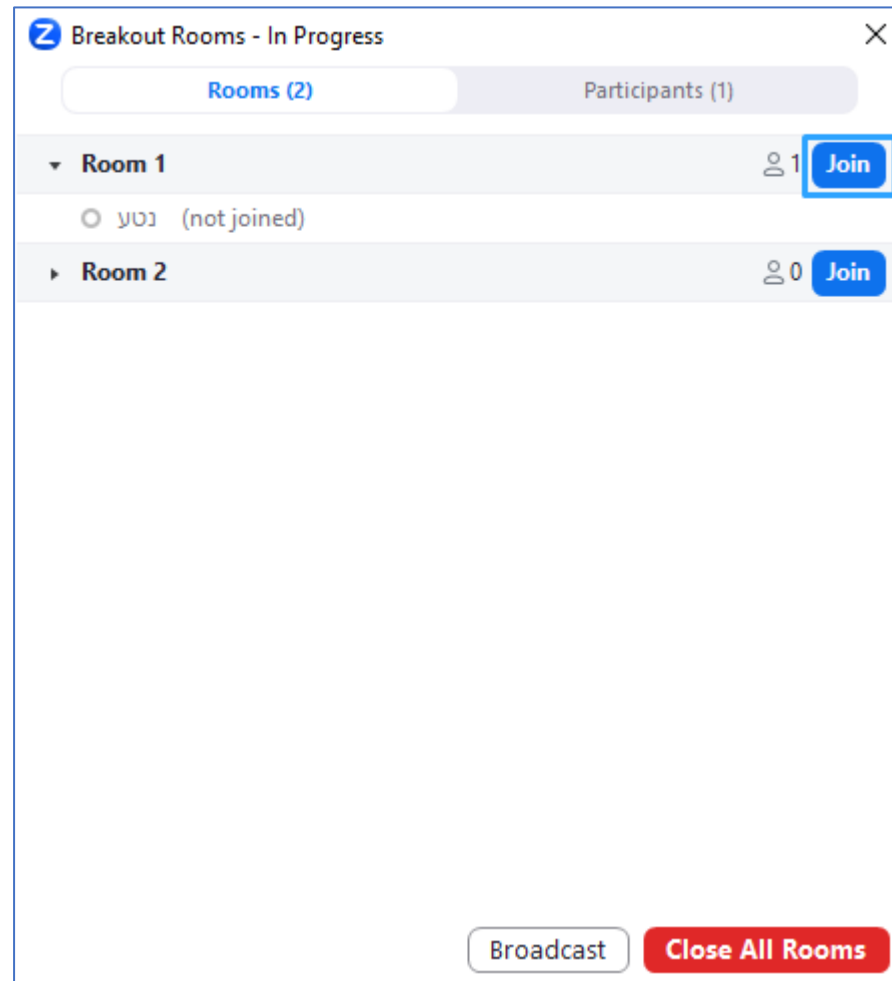 Breakout Rooms - In Progress
Rooms (2) Participants (1)
Room 1 1 Join
נטע (not joined)
Room 2 0 Join
Broadcast Close All Rooms